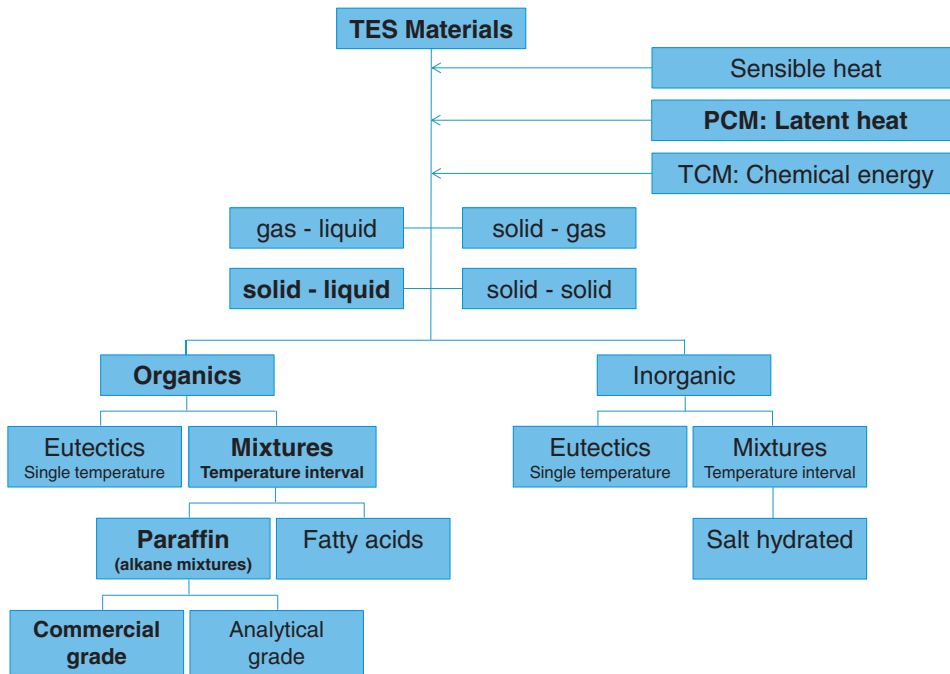 TES Materials
Sensible heat
PCM: Latent heat
TCM: Chemical energy
gas - liquid
solid - gas
solid - liquid
solid - solid
Organics
Inorganic
Eutectics
Single temperature
Mixtures
Temperature interval
Eutectics
Single temperature
Mixtures
Temperature interval
Paraffin
(alkane mixtures)
Fatty acids
Salt hydrated
Commercial
grade
Analytical
grade